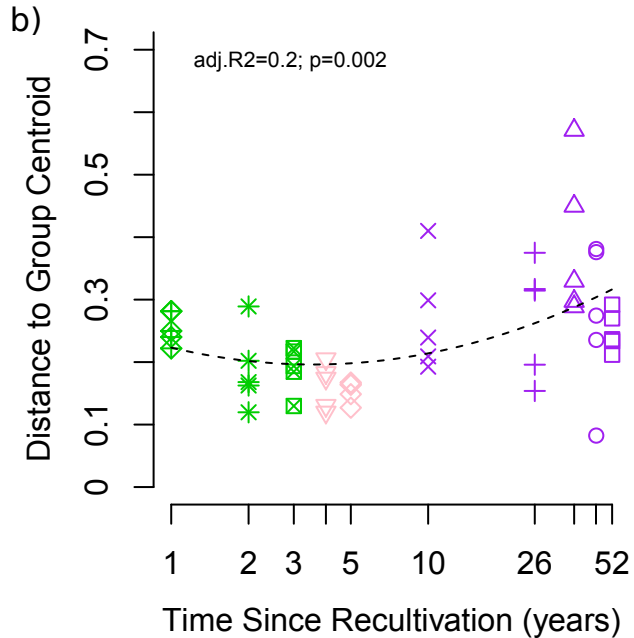 b)
adj.R2=0.2; p=0.002
Distance to Group Centroid
0.7
0.5
0.3
0.1
0
1 2 3 5 10 26 52
Time Since Recultivation (years)